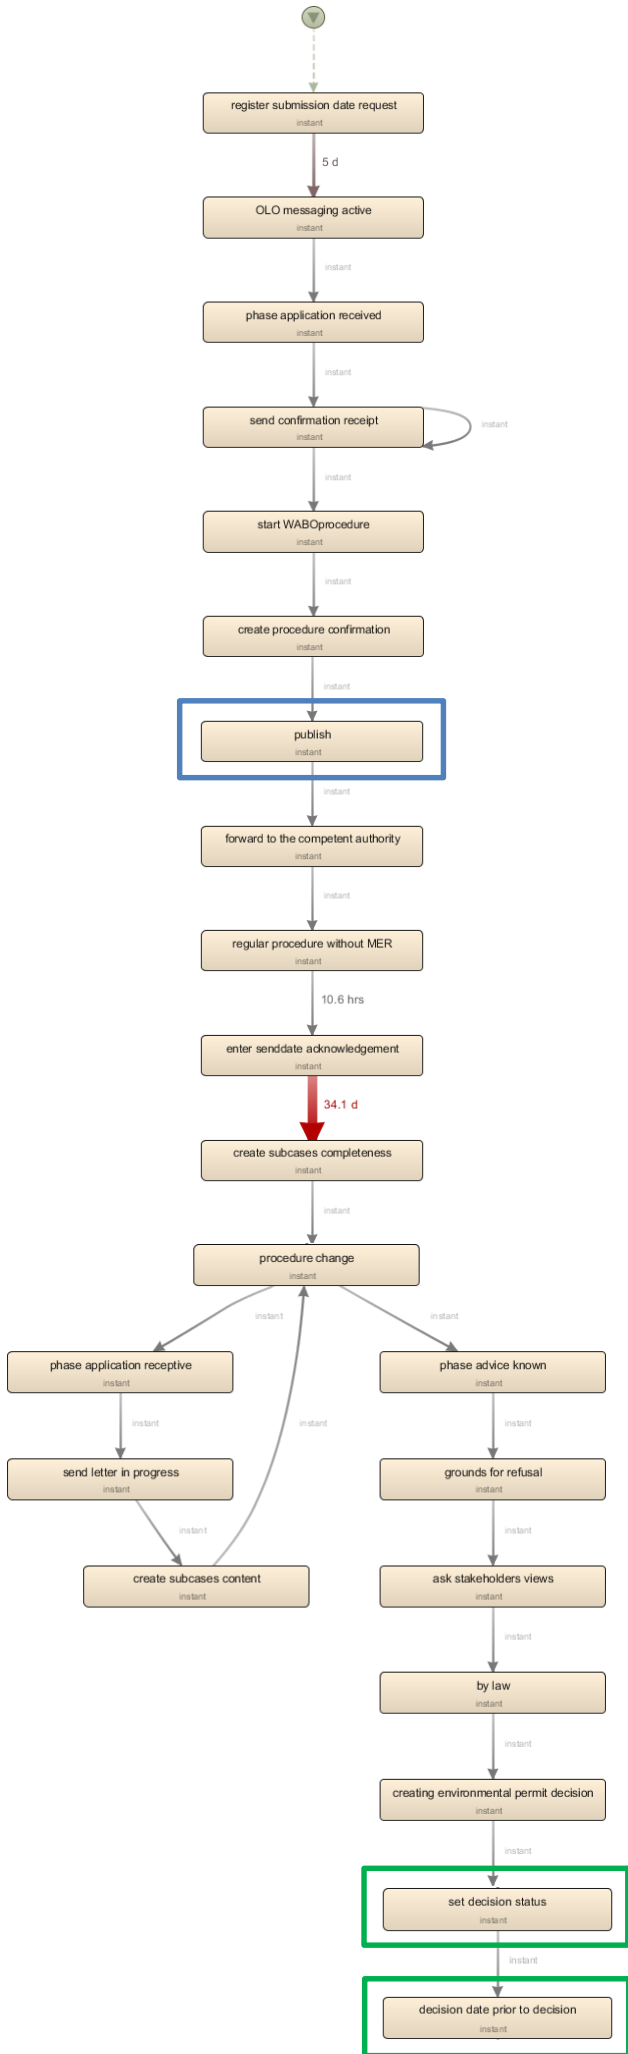 register submission date request
instant
5 d
OLO messaging active
instant
instant
phase application received
instant
instant
send confirmation receipt
instant
instant
instant
start WABOprocedure
instant
instant
create procedure confirmation
instant
instant
publish
instant
instant
forward to the competent authority
instant
instant
regular procedure without MER
instant
10.6 hrs
enter senddate acknowledgement
instant
34.1 d
create subcases completeness
instant
instant
procedure change
instant
instant
instant
phase application receptive
instant
phase advice known
instant
instant
instant
instant
send letter in progress
instant
grounds for refusal
instant
instant
instant
create subcases content
instant
ask stakeholders views
instant
instant
by law
instant
instant
creating environmental permit decision
instant
instant
set decision status
instant
instant
decision date prior to decision
instant